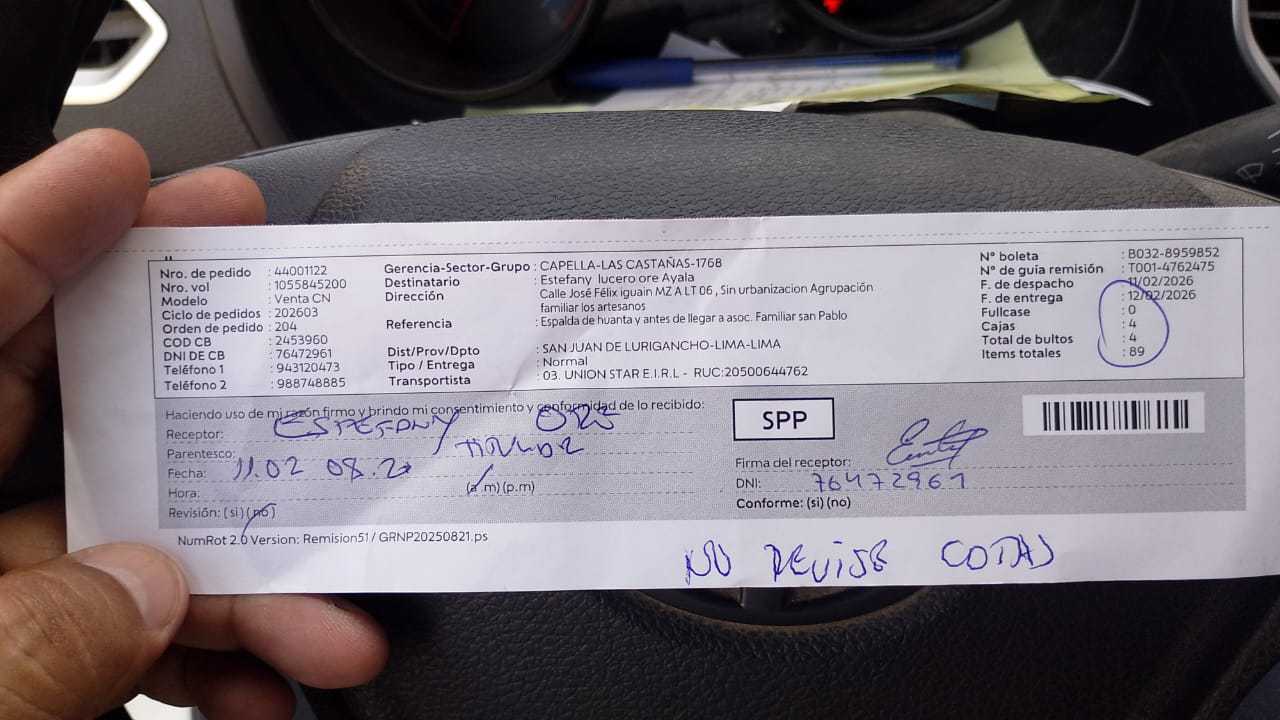 Nro. de pedido : 44001122
Nro. vol : 1055845200
Modelo : Venta CN
Ciclo de pedidos : 202603
Orden de pedido : 204
COD CB : 2453960
DNI DE CB : 76472961
Teléfono 1 : 943120473
Teléfono 2 : 988748885
Gerencia-Sector-Grupo : CAPELLA-LAS CASTAÑAS-1768
Destinatario : Estefany lucero ore Ayala
Dirección : Calle José Félix iguain MZ A LT 06 , Sin urbanizacion Agrupación
familiar los artesanos
Referencia : Espalda de huanta y antes de llegar a asoc. Familiar san Pablo
Dist/Prov/Dpto : SAN JUAN DE LURIGANCHO-LIMA-LIMA
Tipo / Entrega : Normal
Transportista : 03. UNION STAR E.I.R.L - RUC:20500644762
N° boleta : B032-8959852
N° de guía remisión : T001-4762475
F. de despacho : 11/02/2026
F. de entrega : 12/02/2026
Fullcase : 0
Cajas : 4
Total de bultos : 4
Items totales : 89
Haciendo uso de mi razón firmo y brindo mi consentimiento y conformidad de lo recibido:
Receptor: ESTEFANY ORE
Parentesco:
Fecha: 11.02
Hora: (a.m) (p.m)
Revisión: (si) (no)
SPP
Firma del receptor:
DNI: 76472961
Conforme: (si) (no)
NumRot 2.0 Version: Remision51 / GRNP20250821.ps
NO REVISE COTAS